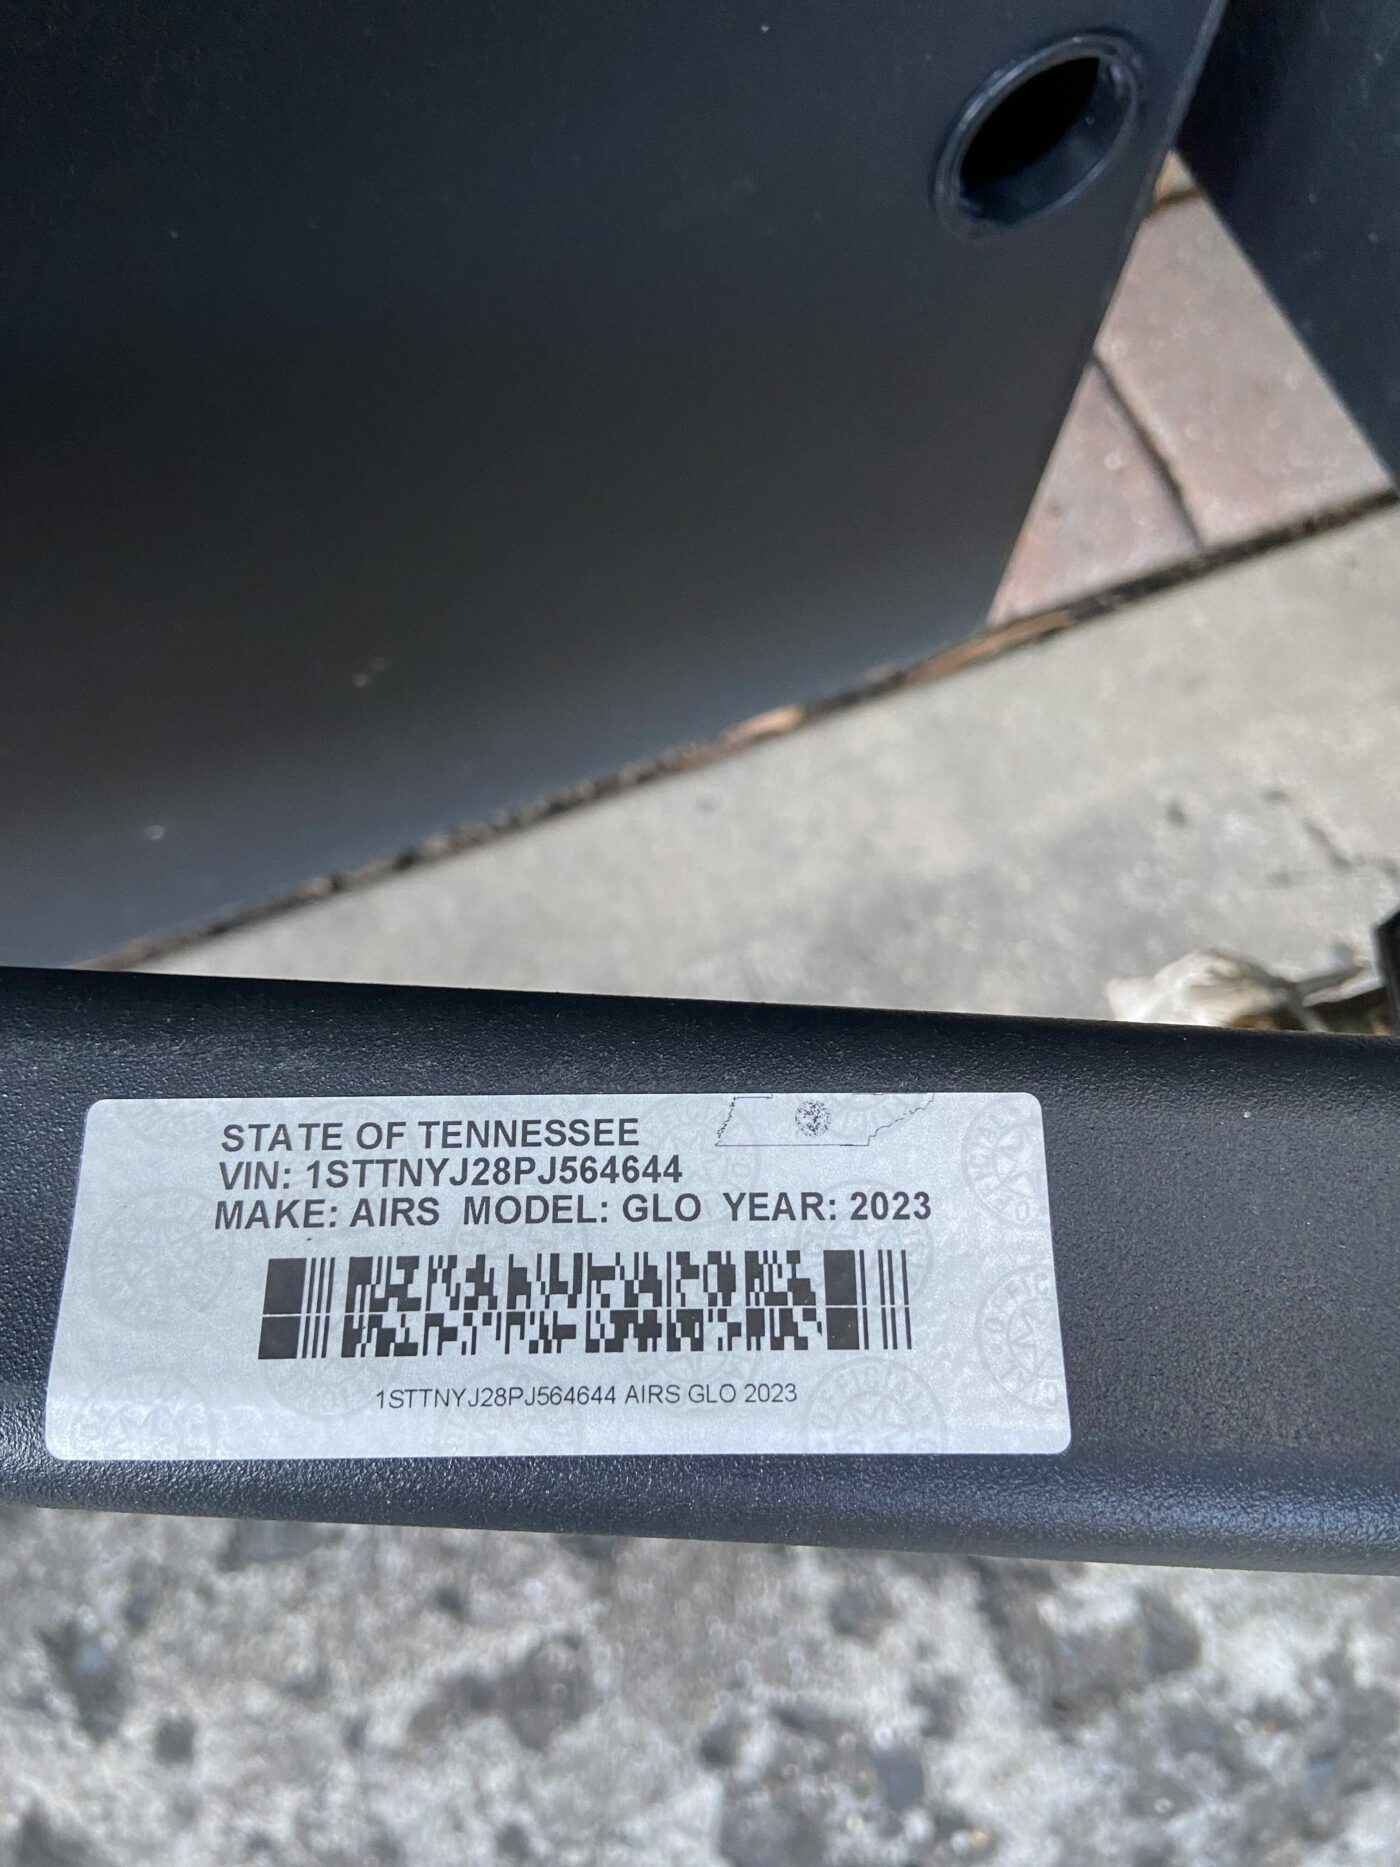 STATE OF TENNESSEE
VIN: 1STTNYJ28PJ564644
MAKE: AIRS MODEL: GLO YEAR: 2023
1STTNYJ28PJ564644 AIRS GLO 2023